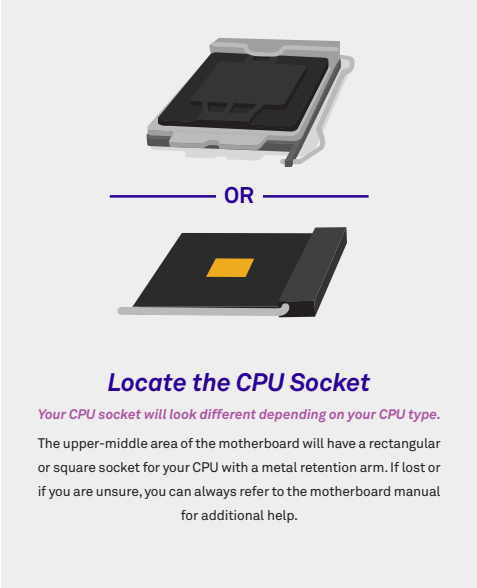 OR
Locate the CPU Socket
Your CPU socket will look different depending on your CPU type.
The upper-middle area of the motherboard will have a rectangular
or square socket for your CPU with a metal retention arm. If lost or
if you are unsure, you can always refer to the motherboard manual
for additional help.